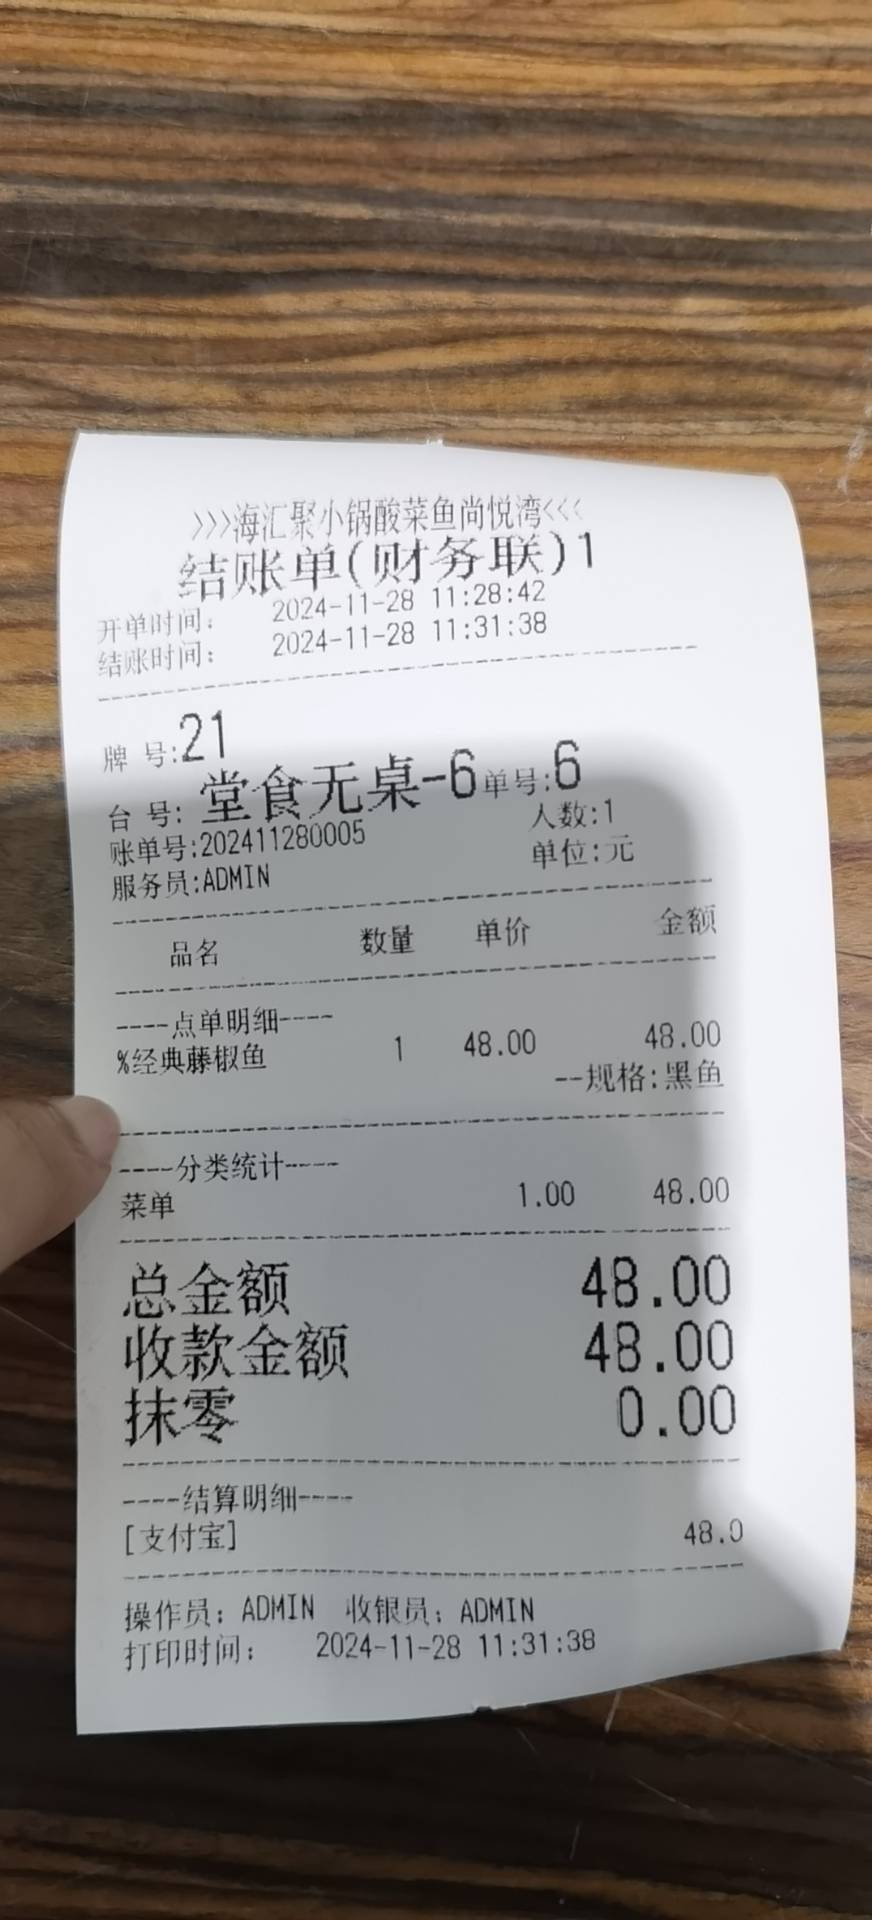 >>>海汇聚小锅酸菜鱼尚悦湾<<<
结账单(财务联)1
开单时间: 2024-11-28 11:28:42
结账时间: 2024-11-28 11:31:38
牌 号:21
台 号: 堂食无桌-6 单号:6
账单号:202411280005 人数:1
服务员:ADMIN 单位:元
品名 数量 单价 金额
----点单明细----
%经典藤椒鱼 1 48.00 48.00
--规格:黑鱼
----分类统计----
菜单 1.00 48.00
总金额 48.00
收款金额 48.00
抹零 0.00
----结算明细----
[支付宝] 48.0
操作员: ADMIN 收银员: ADMIN
打印时间: 2024-11-28 11:31:38